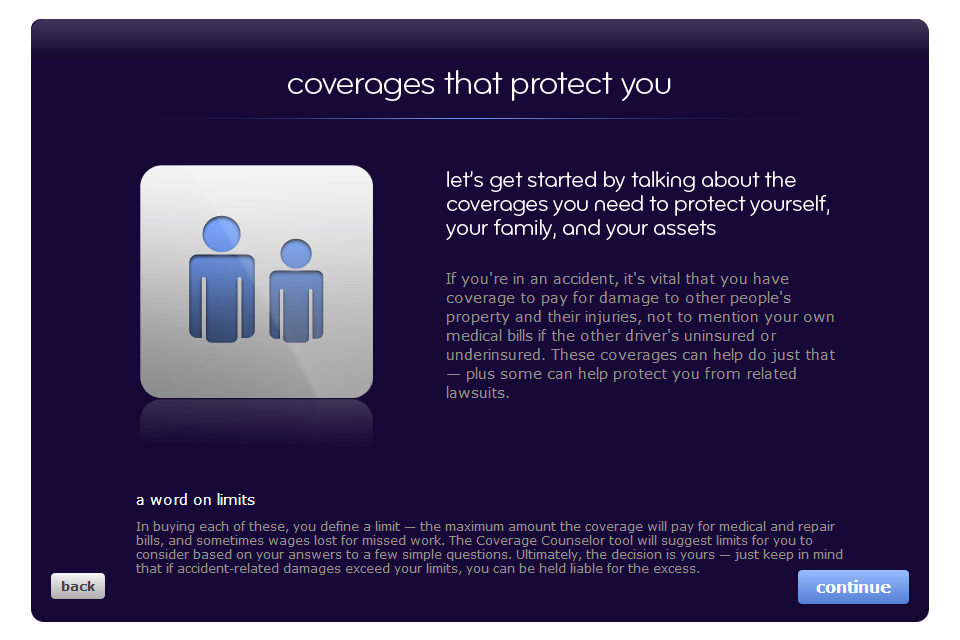 coverages that protect you
let's get started by talking about the
coverages you need to protect yourself,
your family, and your assets
If you're in an accident, it's vital that you have
coverage to pay for damage to other people's
property and their injuries, not to mention your own
medical bills if the other driver's uninsured or
underinsured. These coverages can help do just that
— plus some can help protect you from related
lawsuits.
a word on limits
In buying each of these, you define a limit — the maximum amount the coverage will pay for medical and repair
bills, and sometimes wages lost for missed work. The Coverage Counselor tool will suggest limits for you to
consider based on your answers to a few simple questions. Ultimately, the decision is yours — just keep in mind
that if accident-related damages exceed your limits, you can be held liable for the excess.
back
continue